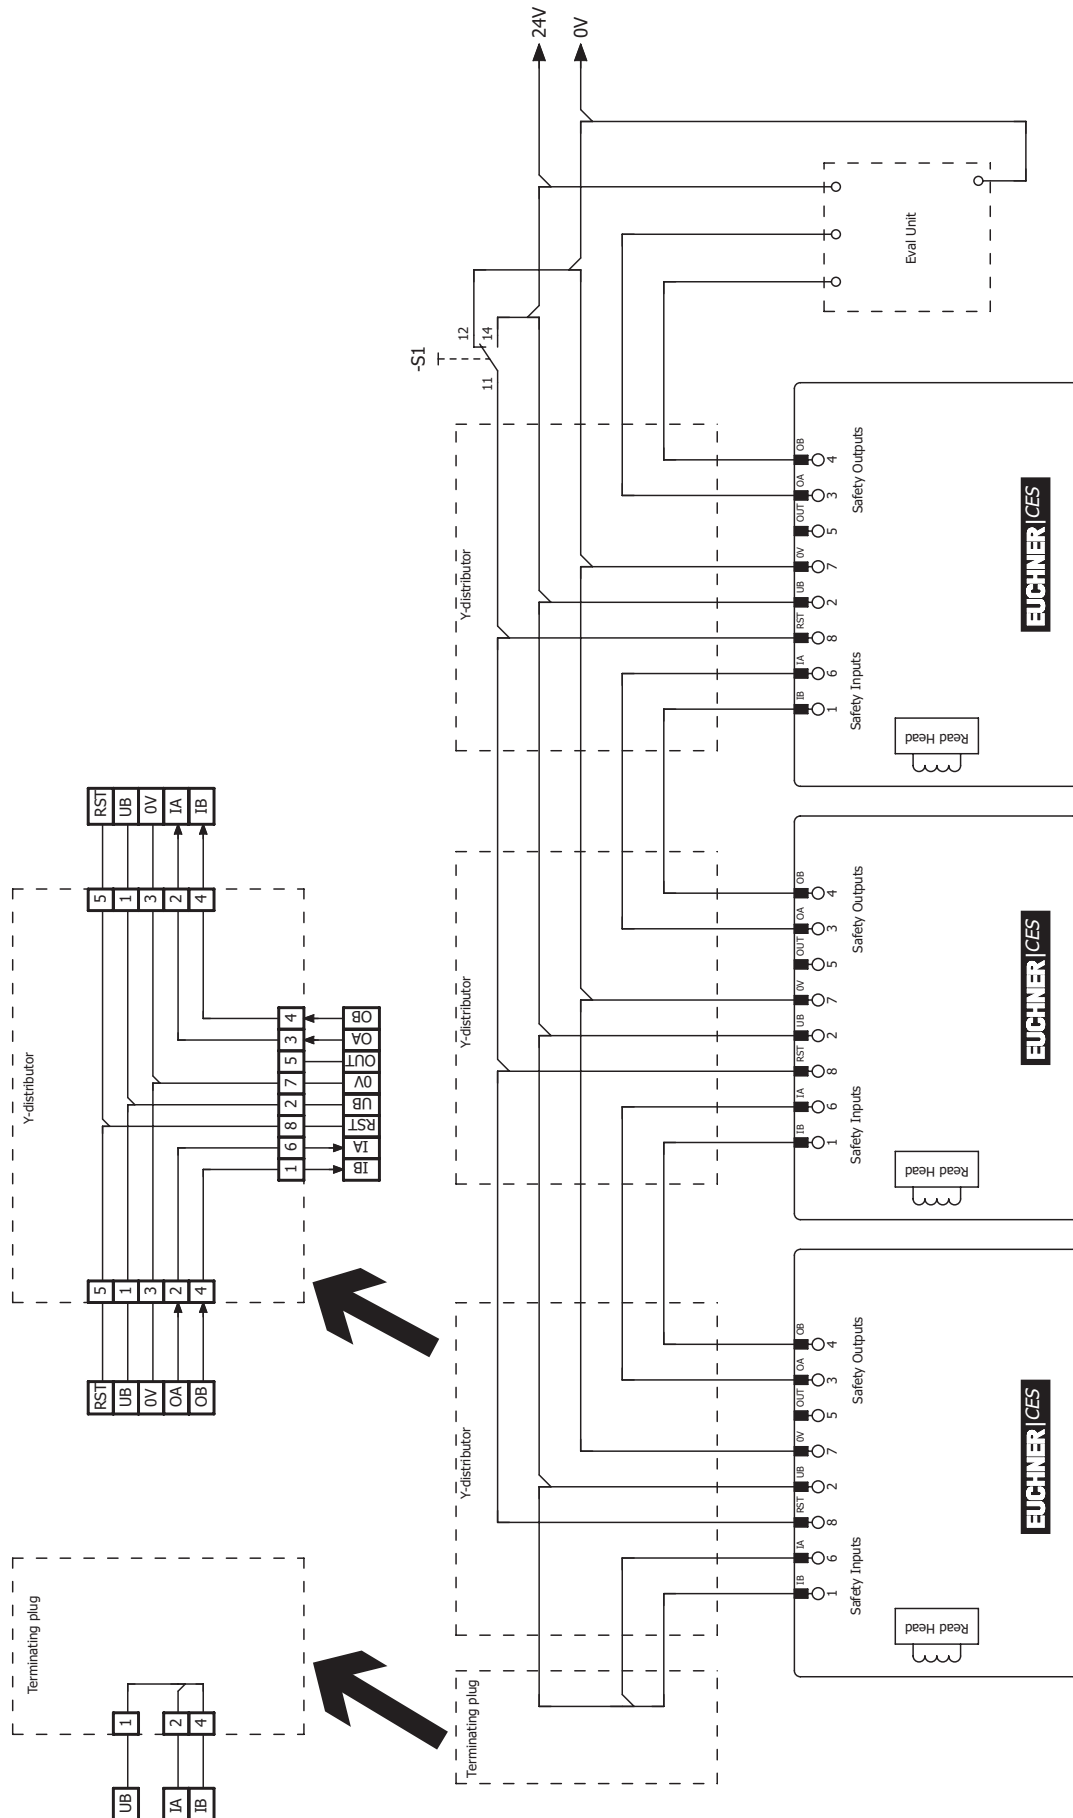 24V
0V
-S1
12
14
11
Eval Unit
Y-distributor
RST
UB
0V
IA
IB
5
1
3
2
4
4
3
5
7
2
8
6
1
OB
OA
OUT
0V
UB
RST
IA
IB
5
1
3
2
4
RST
UB
0V
OA
OB
Terminating plug
1
2
4
UB
IA
IB
Y-distributor
OB
OA
OUT
0V
UB
RST
IA
IB
4
3
5
7
2
8
6
1
Safety Outputs
Safety Inputs
Read Head
EUCHNER|CES
Y-distributor
OB
OA
OUT
0V
UB
RST
IA
IB
4
3
5
7
2
8
6
1
Safety Outputs
Safety Inputs
Read Head
EUCHNER|CES
Y-distributor
OB
OA
OUT
0V
UB
RST
IA
IB
4
3
5
7
2
8
6
1
Safety Outputs
Safety Inputs
Read Head
EUCHNER|CES
Terminating plug